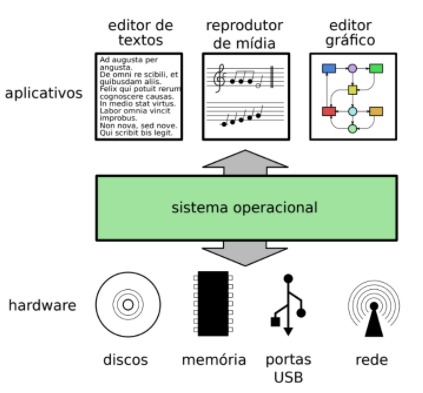 editor de
textos
reprodutor
de mídia
editor
gráfico
aplicativos
Ad augusta per
angusta.
De omni re scibili, et
quibusdam aliis.
Felix qui potuit rerum
cognoscere causas.
In medio stat virtus.
Labor omnia vincit
improbus.
Non nova, sed nove.
Qui scribit bis legit.
sistema operacional
hardware
discos
memória
portas
USB
rede